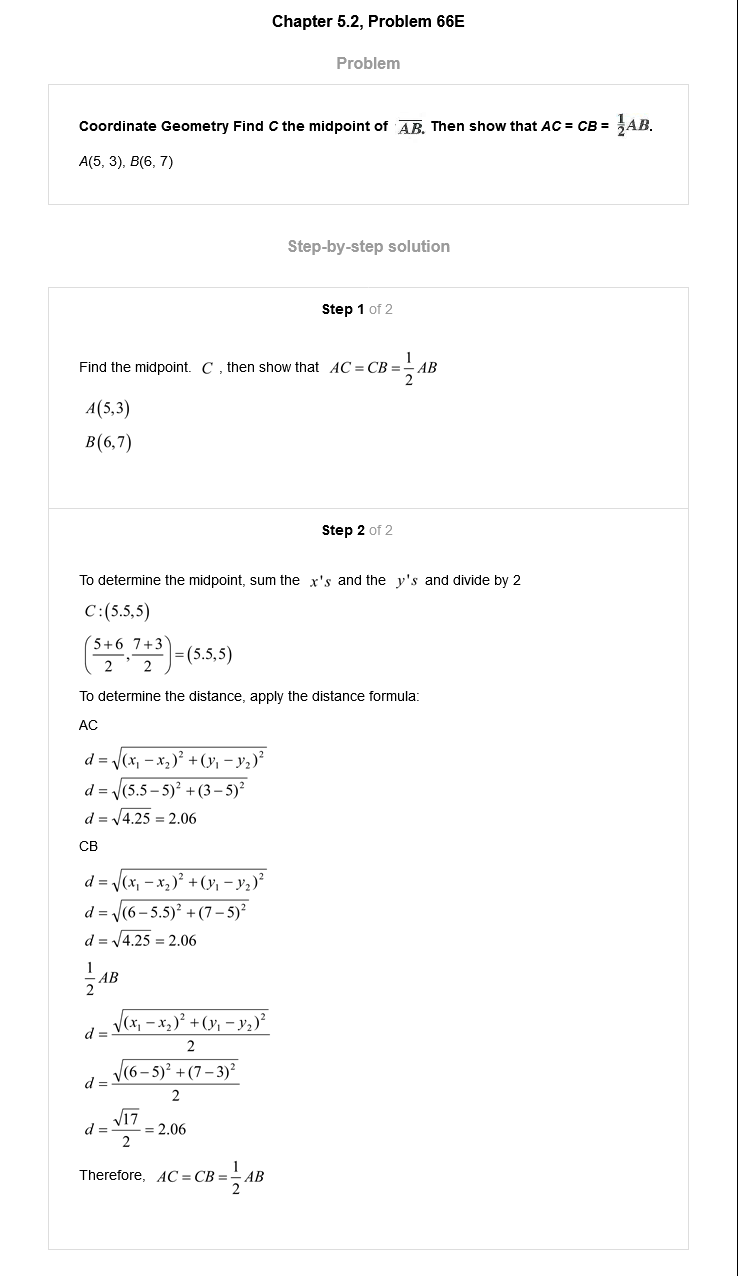 Chapter 5.2, Problem 66E
Problem
Coordinate Geometry Find C the midpoint of \overline{AB}. Then show that AC = CB = \frac{1}{2}AB.
A(5, 3), B(6, 7)
Step-by-step solution
Step 1 of 2
Find the midpoint. C , then show that AC = CB = \frac{1}{2} AB
A(5,3)
B(6,7)
Step 2 of 2
To determine the midpoint, sum the x's and the y's and divide by 2
C:(5.5,5)
\left(\frac{5+6}{2}, \frac{7+3}{2}\right) = (5.5,5)
To determine the distance, apply the distance formula:
AC
d = \sqrt{(x_1 - x_2)^2 + (y_1 - y_2)^2}
d = \sqrt{(5.5 - 5)^2 + (3 - 5)^2}
d = \sqrt{4.25} = 2.06
CB
d = \sqrt{(x_1 - x_2)^2 + (y_1 - y_2)^2}
d = \sqrt{(6 - 5.5)^2 + (7 - 5)^2}
d = \sqrt{4.25} = 2.06
\frac{1}{2} AB
d = \frac{\sqrt{(x_1 - x_2)^2 + (y_1 - y_2)^2}}{2}
d = \frac{\sqrt{(6 - 5)^2 + (7 - 3)^2}}{2}
d = \frac{\sqrt{17}}{2} = 2.06
Therefore, AC = CB = \frac{1}{2} AB